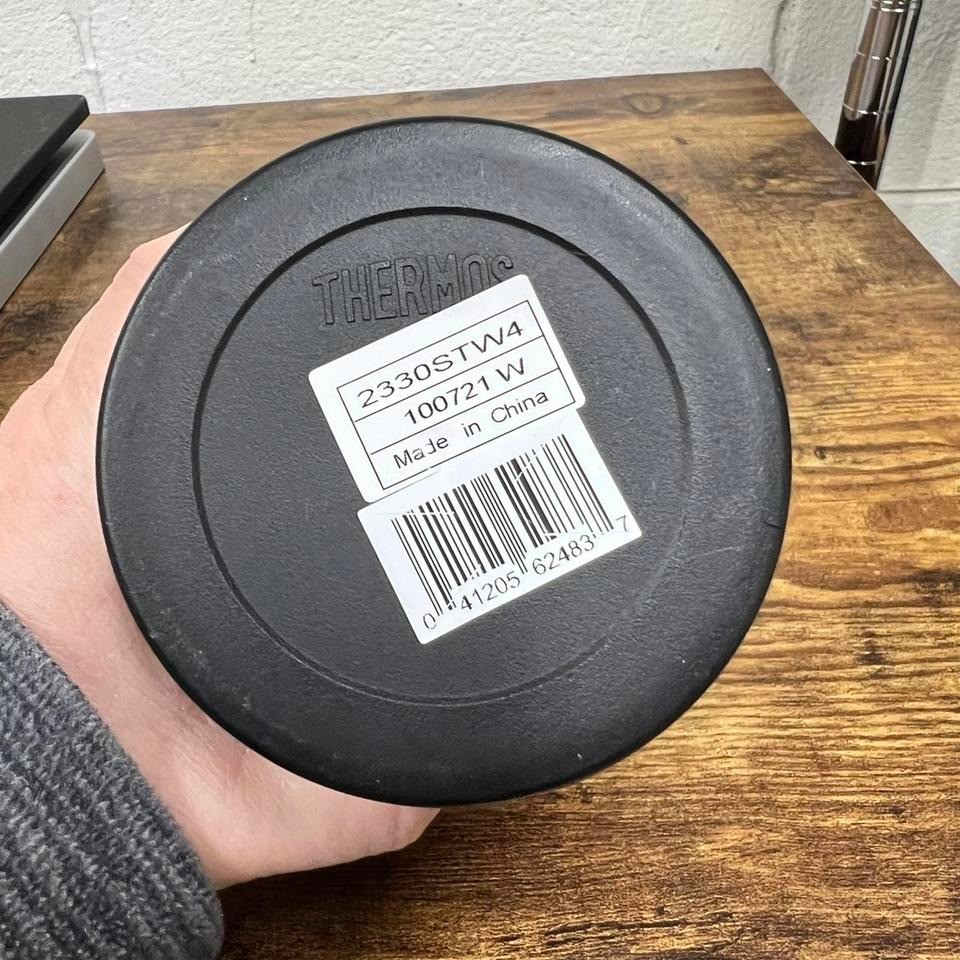 THERMOS
2330STW4
100721 W
Made in China
0 41205 62483 7